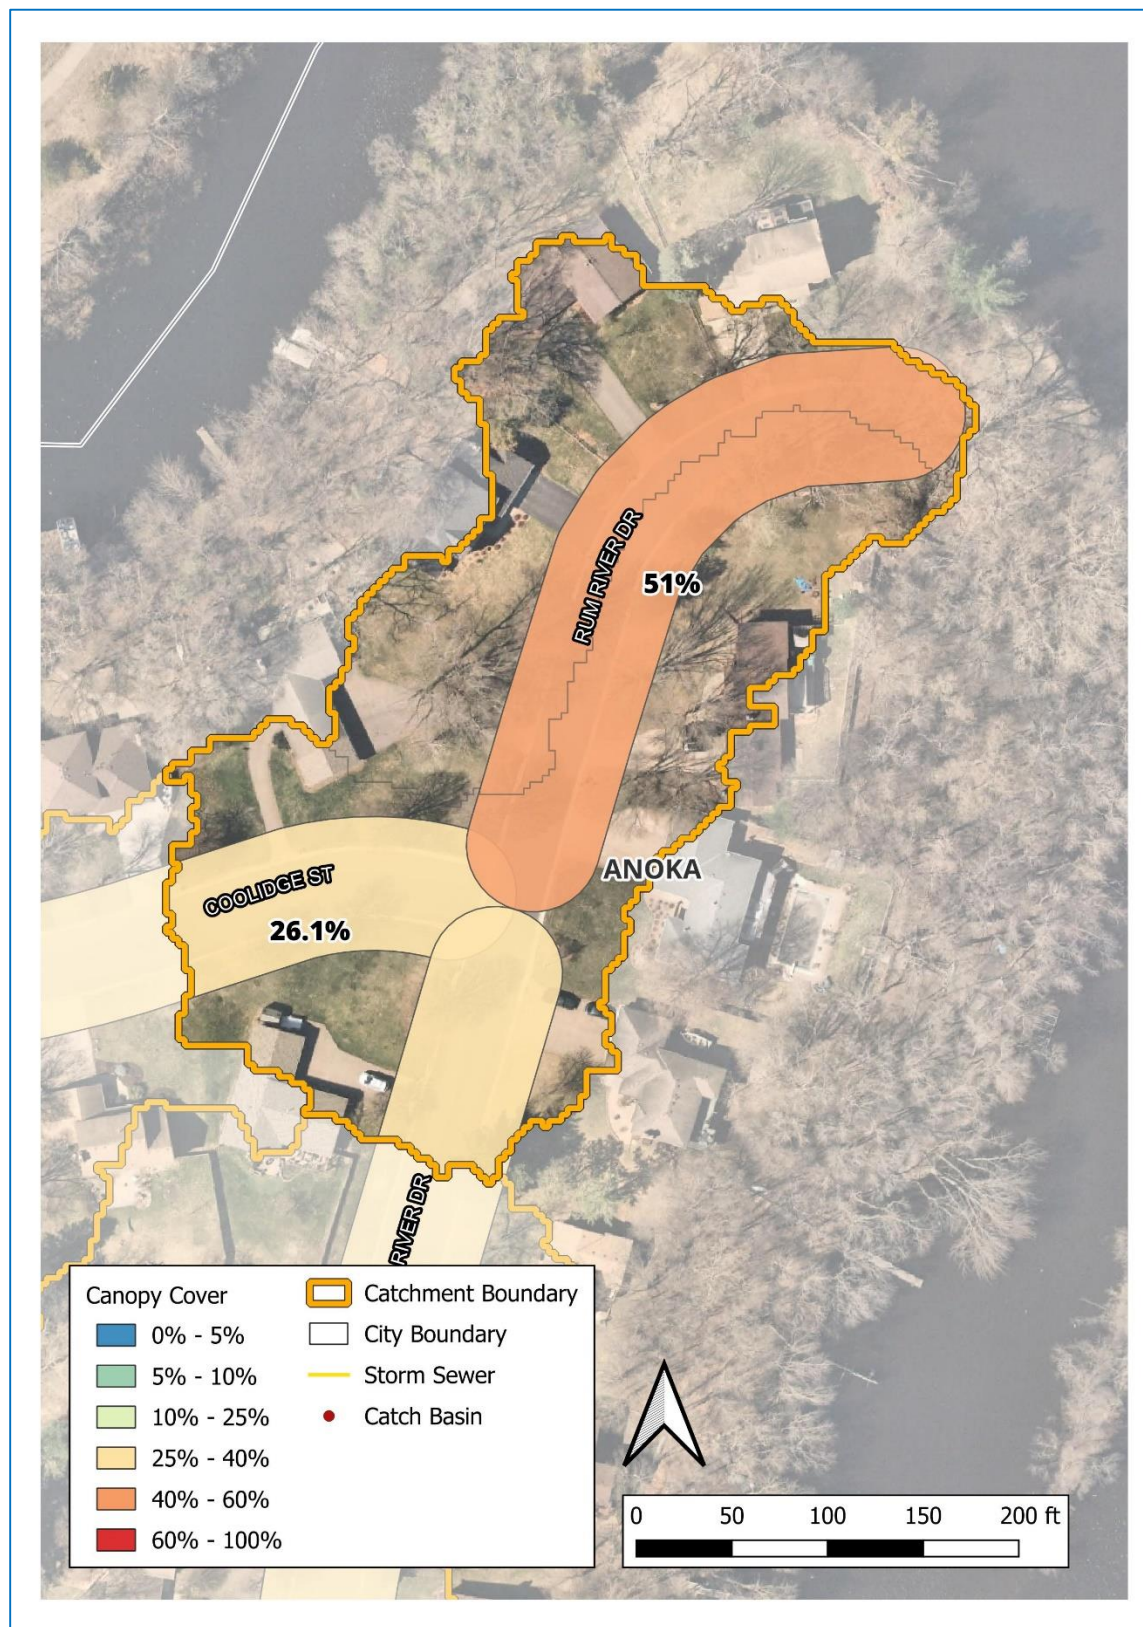 RUM RIVER DR
51%
ANOKA
COOLIDGE ST
26.1%
RIVER DR
Canopy Cover
0% - 5%
5% - 10%
10% - 25%
25% - 40%
40% - 60%
60% - 100%
Catchment Boundary
City Boundary
Storm Sewer
Catch Basin
0 50 100 150 200 ft